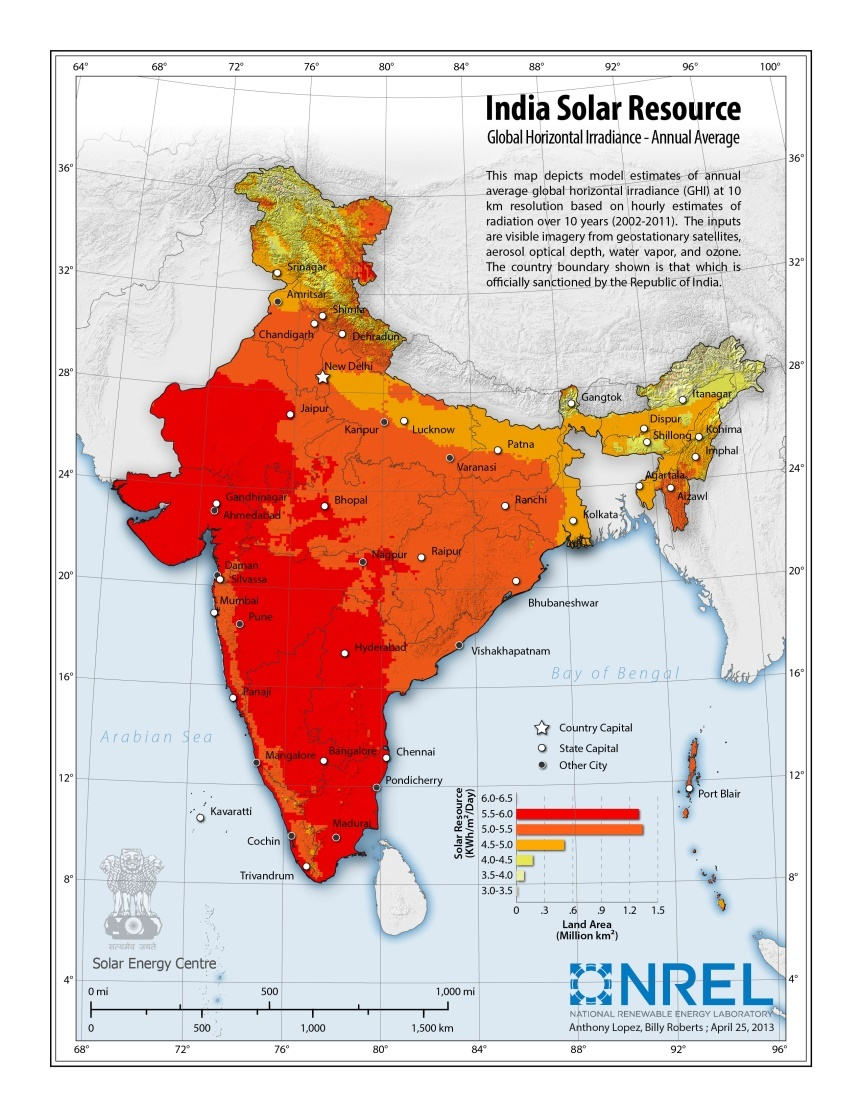 64° 68° 72° 76° 80° 84° 88° 92° 96° 100°
India Solar Resource
Global Horizontal Irradiance - Annual Average
This map depicts model estimates of annual
average global horizontal irradiance (GHI) at 10
km resolution based on hourly estimates of
radiation over 10 years (2002-2011). The inputs
are visible imagery from geostationary satellites,
aerosol optical depth, water vapor, and ozone.
The country boundary shown is that which is
officially sanctioned by the Republic of India.
36° 36°
32° 32°
Srinagar
Amritsar
Shimla
Chandigarh
Dehradun
New Delhi
28° 28°
Gangtok
Itanagar
Jaipur
Kanpur
Lucknow
Dispur
Kohima
Shillong
Patna
Imphal
Varanasi
24° 24°
Agartala
Aizawl
Gandhinagar
Bhopal
Ranchi
Ahmedabad
Kolkata
Nagpur
Raipur
Daman
Silvassa
20° 20°
Mumbai
Bhubaneshwar
Pune
Hyderabad
Vishakhapatnam
16° 16°
Bay of Bengal
Panaji
Arabian Sea
Country Capital
State Capital
Other City
Mangalore
Bangalore
Chennai
12° 12°
Pondicherry
Port Blair
Kavaratti
Madurai
Cochin
Trivandrum
8° 8°
Solar Resource
(KWh/m²/Day)
6.0-6.5
5.5-6.0
5.0-5.5
4.5-5.0
4.0-4.5
3.5-4.0
3.0-3.5
0 .3 .6 .9 1.2 1.5
Land Area
(Million km²)
सत्यमेव जयते
Solar Energy Centre
4° 4°
0 mi 500 1,000 mi
0 500 1,000 1,500 km
NREL
NATIONAL RENEWABLE ENERGY LABORATORY
Anthony Lopez, Billy Roberts ; April 25, 2013
68° 72° 76° 80° 84° 88° 92° 96°